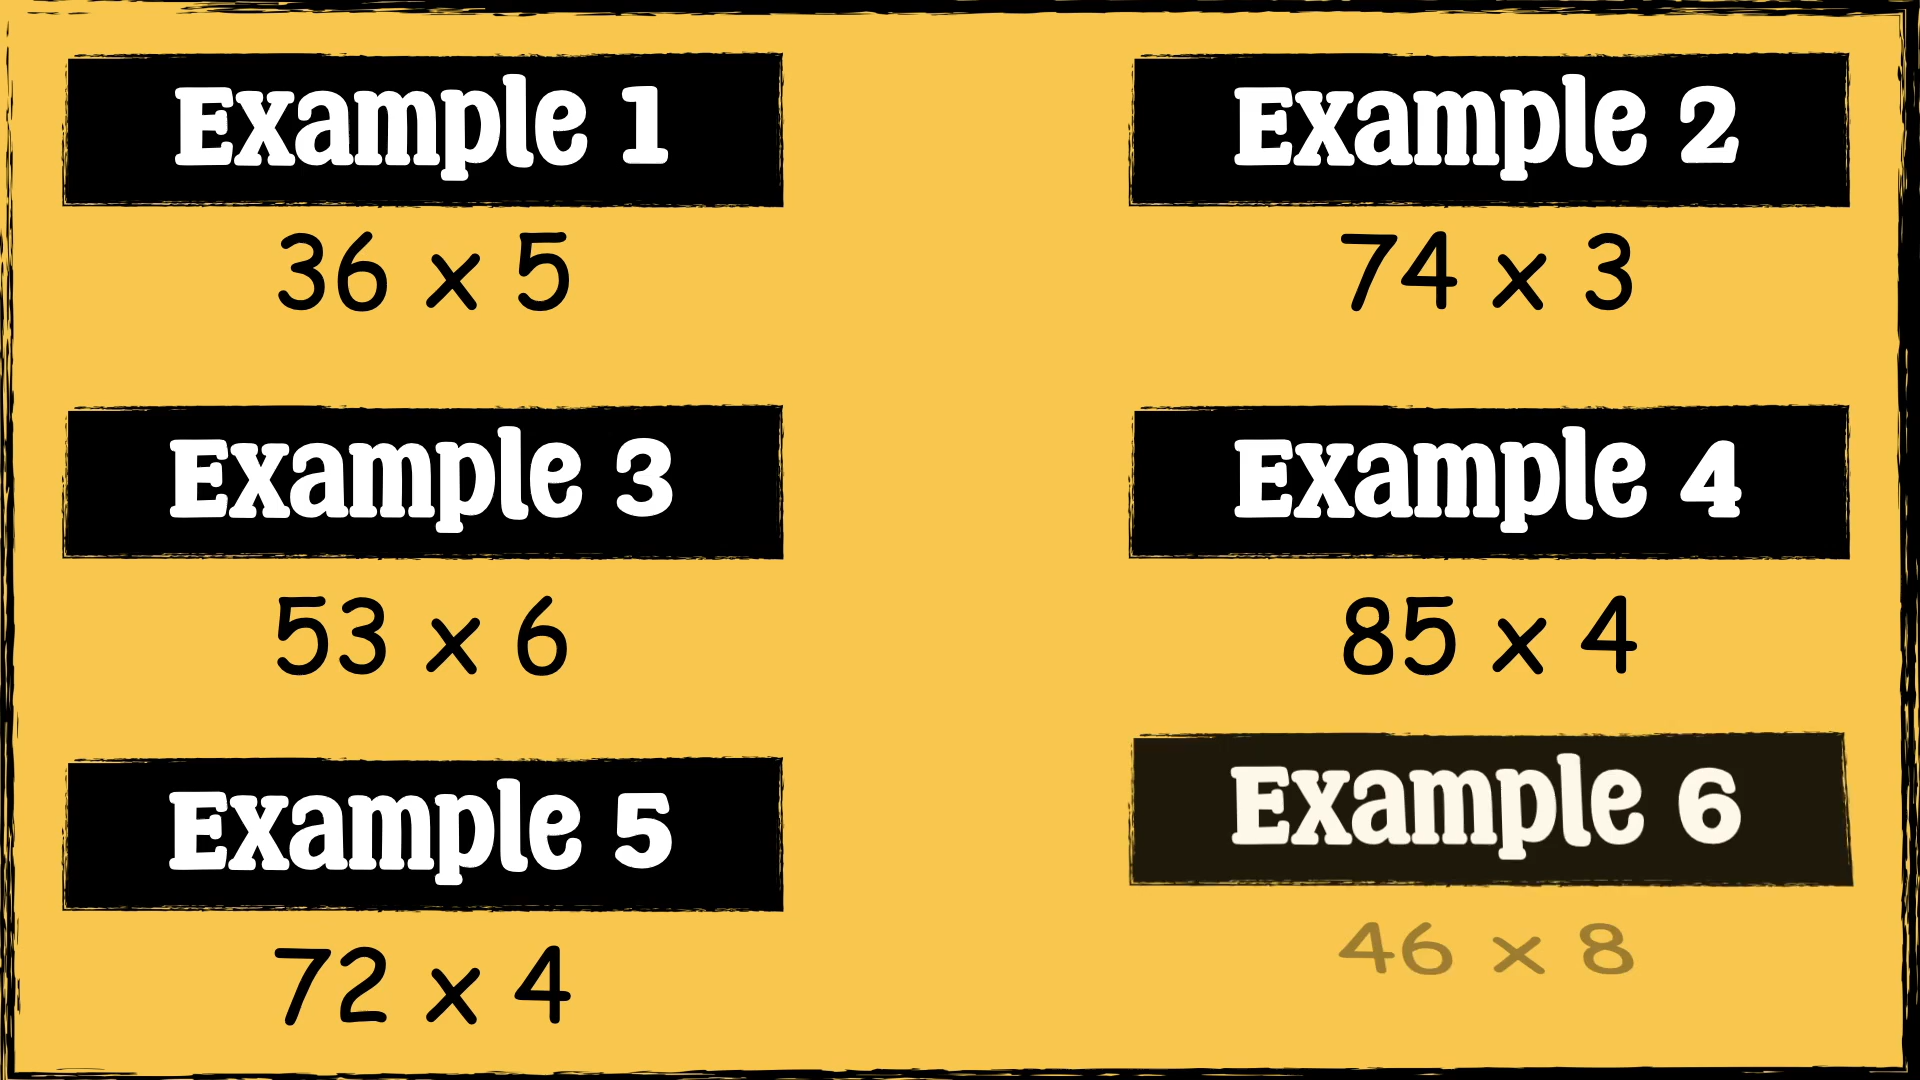 Example 1
36 x 5
Example 2
74 x 3
Example 3
53 x 6
Example 4
85 x 4
Example 5
72 x 4
Example 6
46 x 8